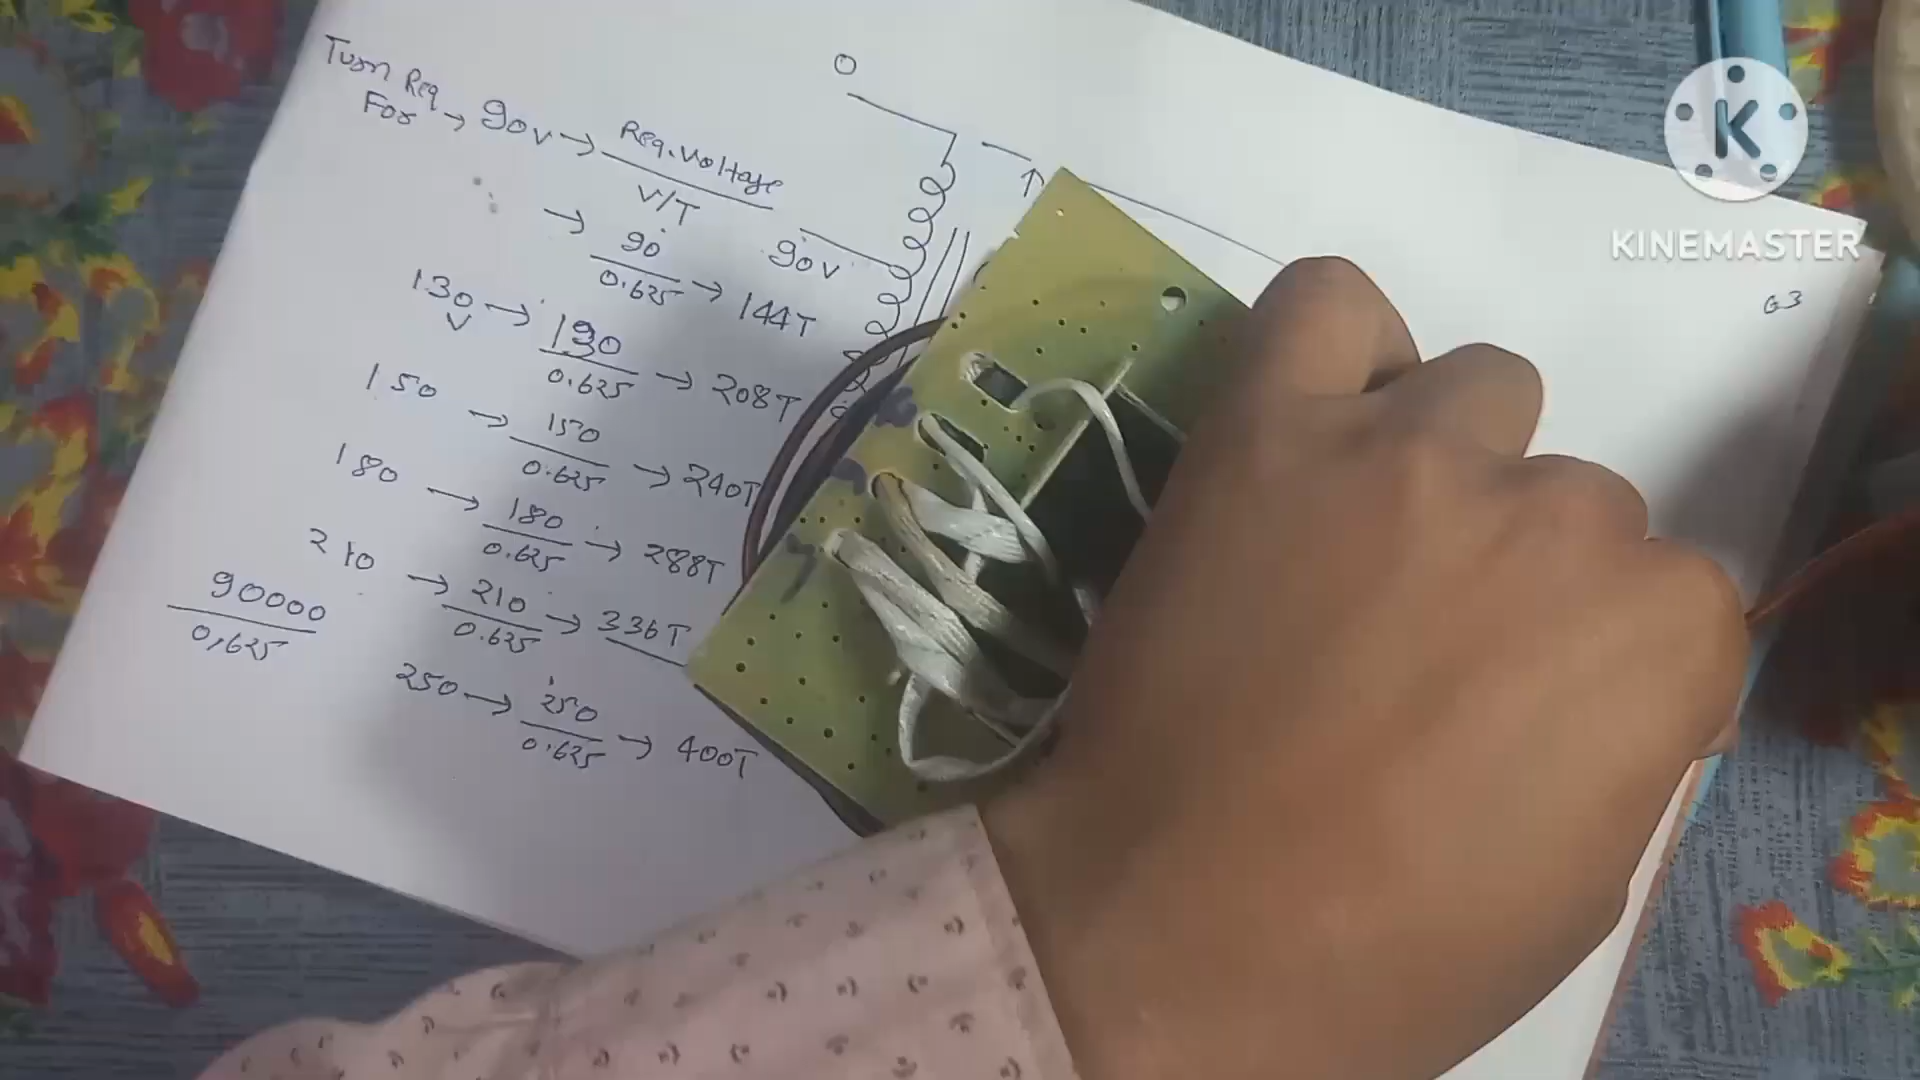 Turn Req
For → 90V → Req. Voltage
V/T
→ 90
0.625 → 144T
130 → 130
V 0.625 → 208T
150 → 150
0.625 → 240T
180 → 180
0.625 → 288T
210 → 210
0.625 → 336T
90000
0,625
250 → 250
0.625 → 400T
0
90V
63
K
KINEMASTER